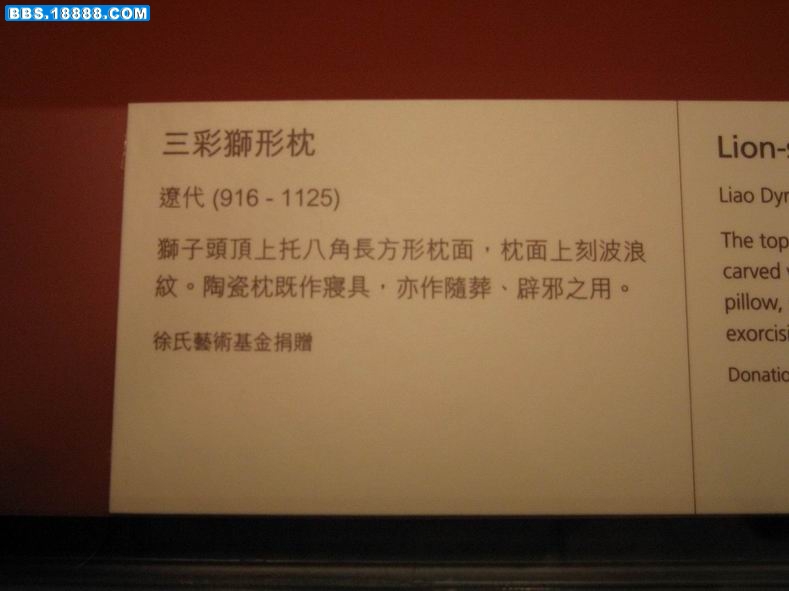 BBS.18888.COM
三彩獅形枕
遼代 (916 - 1125)
獅子頭頂上托八角長方形枕面，枕面上刻波浪
紋。陶瓷枕既作寢具，亦作隨葬、辟邪之用。
徐氏藝術基金捐贈
Lion-
Liao Dyn
The top
carved
pillow,
exorcisi
Donatio